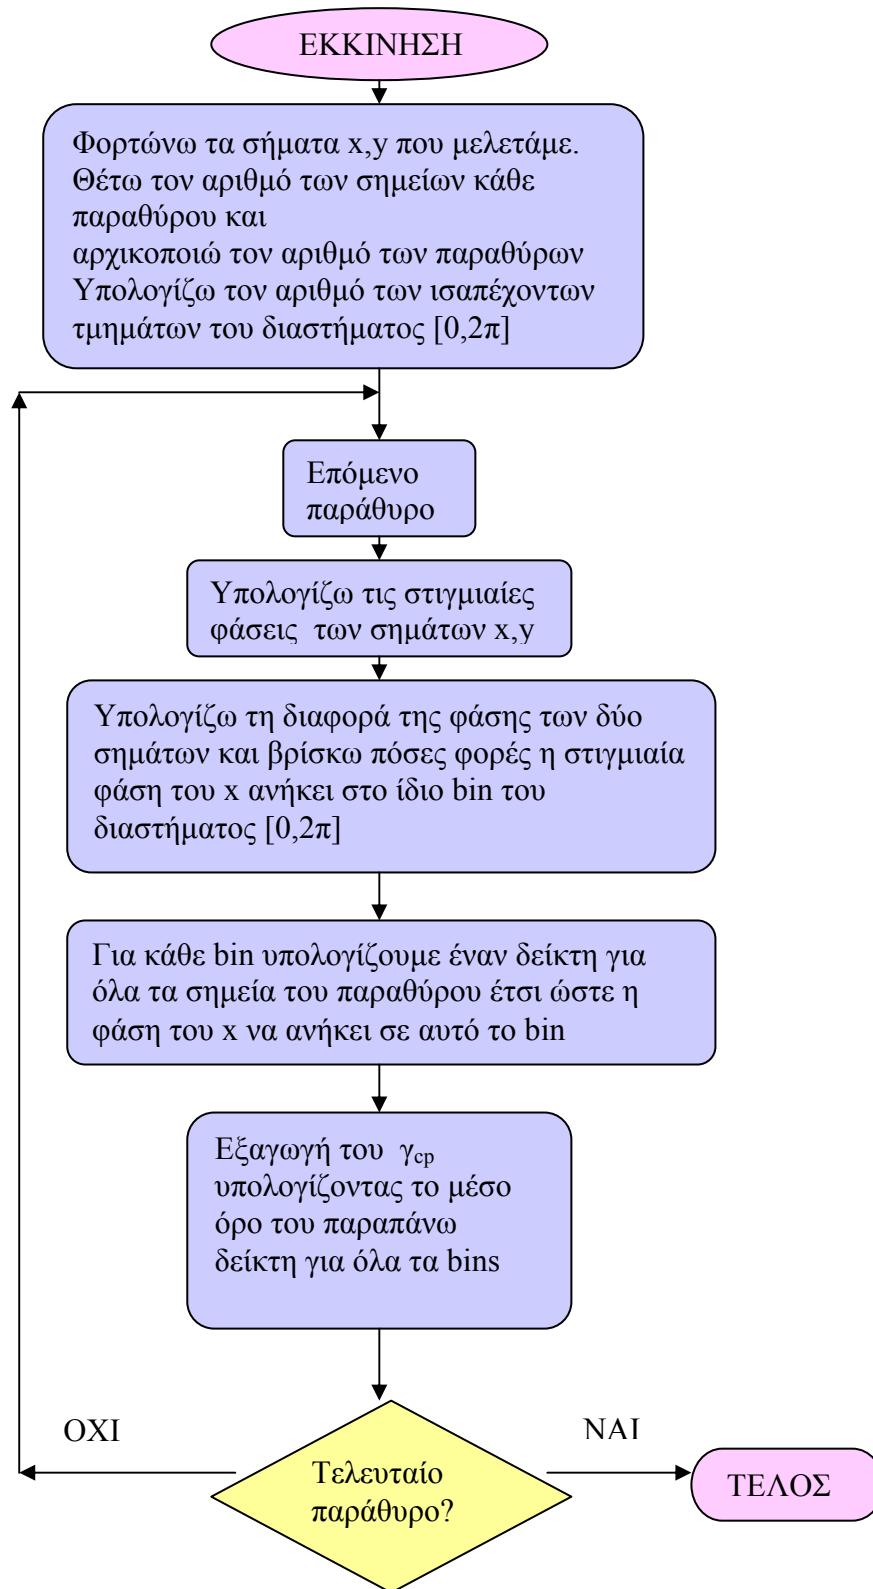 ΕΚΚΙΝΗΣΗ
Φορτώνω τα σήματα x,y που μελετάμε.
Θέτω τον αριθμό των σημείων κάθε
παραθύρου και
αρχικοποιώ τον αριθμό των παραθύρων
Υπολογίζω τον αριθμό των ισαπέχοντων
τμημάτων του διαστήματος [0,2π]
Επόμενο
παράθυρο
Υπολογίζω τις στιγμιαίες
φάσεις των σημάτων x,y
Υπολογίζω τη διαφορά της φάσης των δύο
σημάτων και βρίσκω πόσες φορές η στιγμιαία
φάση του x ανήκει στο ίδιο bin του
διαστήματος [0,2π]
Για κάθε bin υπολογίζουμε έναν δείκτη για
όλα τα σημεία του παραθύρου έτσι ώστε η
φάση του x να ανήκει σε αυτό το bin
Εξαγωγή του γcp
υπολογίζοντας το μέσο
όρο του παραπάνω
δείκτη για όλα τα bins
ΟΧΙ
ΝΑΙ
Τελευταίο
παράθυρο?
ΤΕΛΟΣ